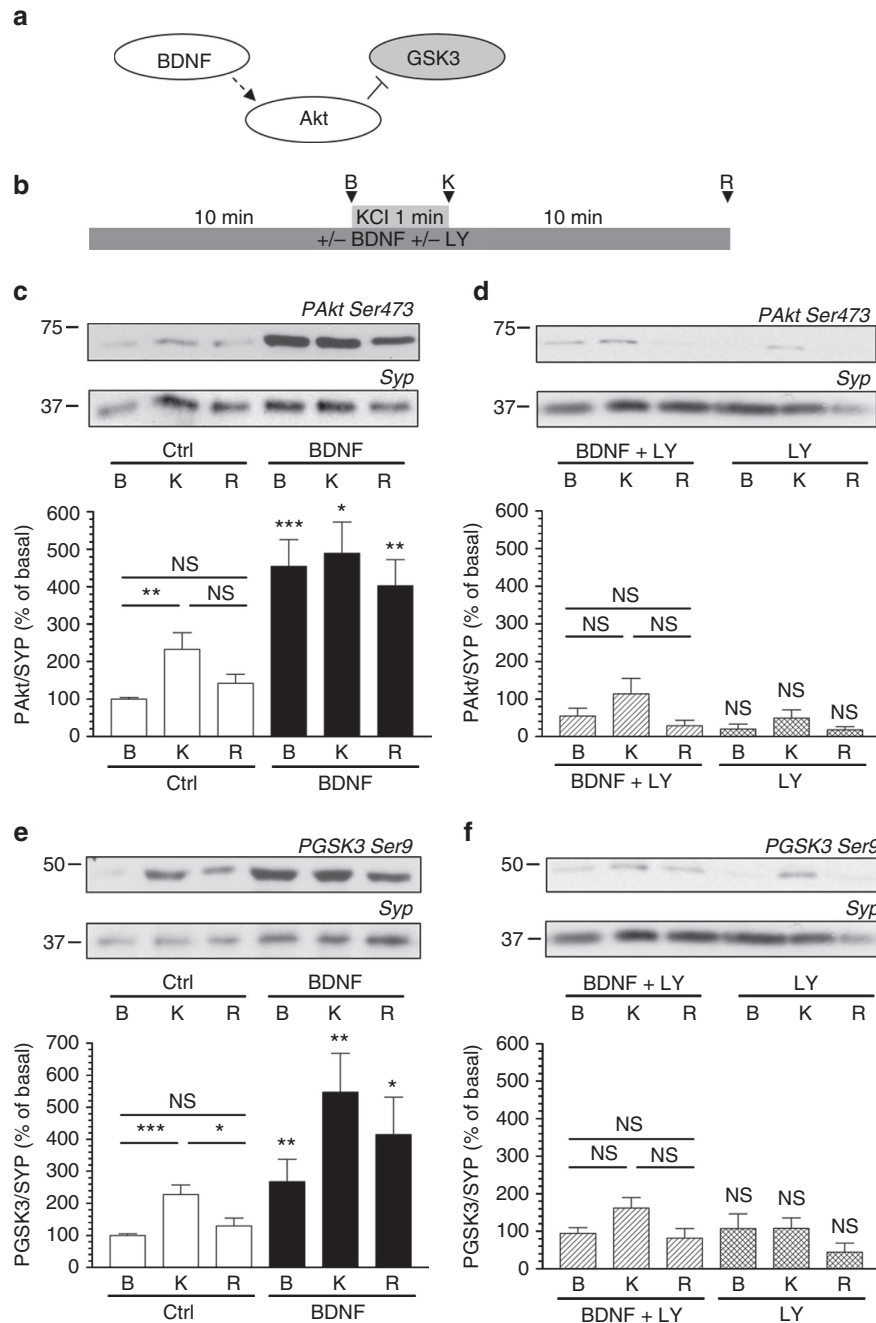 a
BDNF
GSK3
Akt
b
B K R
10 min KCl 1 min 10 min
+/– BDNF +/– LY
c
PAkt Ser473
75
Syp
37
Ctrl BDNF
B K R B K R
PAkt/SYP (% of basal)
600
500
400
300
200
100
0
NS
** NS
*** * **
B K R B K R
Ctrl BDNF
d
PAkt Ser473
75
Syp
37
BDNF + LY LY
B K R B K R
PAkt/SYP (% of basal)
600
500
400
300
200
100
0
NS
NS NS
NS NS NS
B K R B K R
BDNF + LY LY
e
PGSK3 Ser9
50
Syp
37
Ctrl BDNF
B K R B K R
PGSK3/SYP (% of basal)
700
600
500
400
300
200
100
0
NS
*** *
** ** *
B K R B K R
Ctrl BDNF
f
PGSK3 Ser9
50
Syp
37
BDNF + LY LY
B K R B K R
PGSK3/SYP (% of basal)
600
500
400
300
200
100
0
NS
NS NS
NS NS NS
B K R B K R
BDNF + LY LY